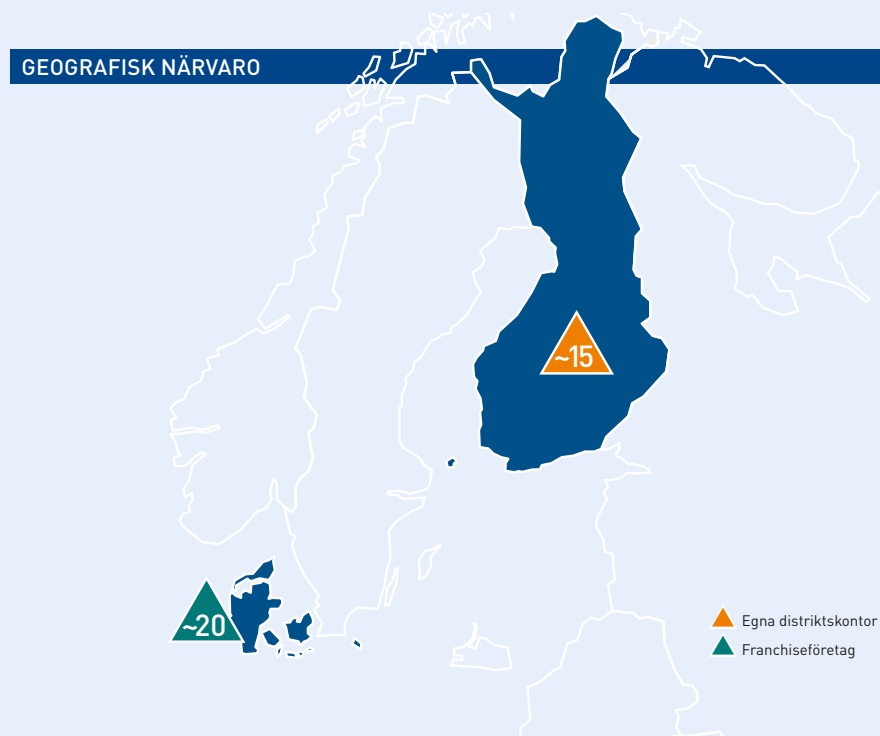 GEOGRAFISK NÄRVARO
~15
~20
Egna distriktskontor
Franchiseföretag